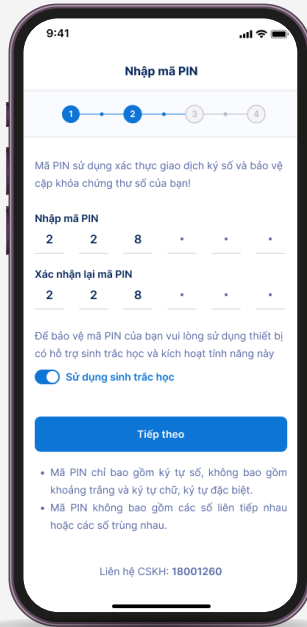 9:41
Nhập mã PIN
1 2 3 4
Mã PIN sử dụng xác thực giao dịch ký số và bảo vệ
cặp khóa chứng thư số của bạn!
Nhập mã PIN
2 2 8 • • •
Xác nhận lại mã PIN
2 2 8 • • •
Để bảo vệ mã PIN của bạn vui lòng sử dụng thiết bị
có hỗ trợ sinh trắc học và kích hoạt tính năng này
Sử dụng sinh trắc học
Tiếp theo
• Mã PIN chỉ bao gồm ký tự số, không bao gồm
khoảng trắng và ký tự chữ, ký tự đặc biệt.
• Mã PIN không bao gồm các số liên tiếp nhau
hoặc các số trùng nhau.
Liên hệ CSKH: 18001260